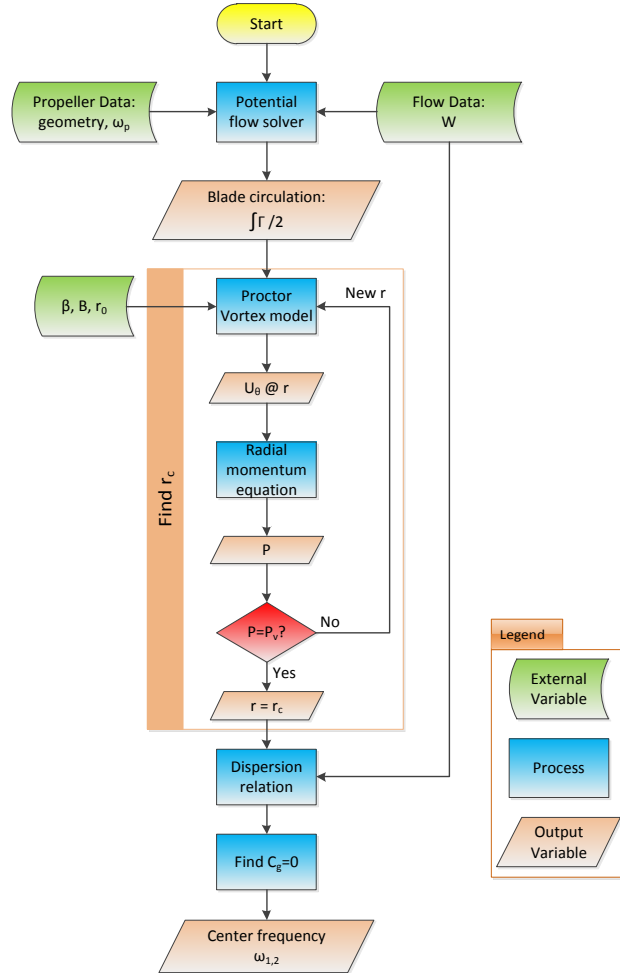 Start
Propeller Data:
geometry, ωp
Potential
flow solver
Flow Data:
W
Blade circulation:
∫Γ /2
β, B, r0
Proctor
Vortex model
New r
Uθ @ r
Radial
momentum
equation
Find rc
P
P=Pv?
No
Yes
r = rc
Dispersion
relation
Find Cg=0
Center frequency
ω1,2
Legend
External
Variable
Process
Output
Variable